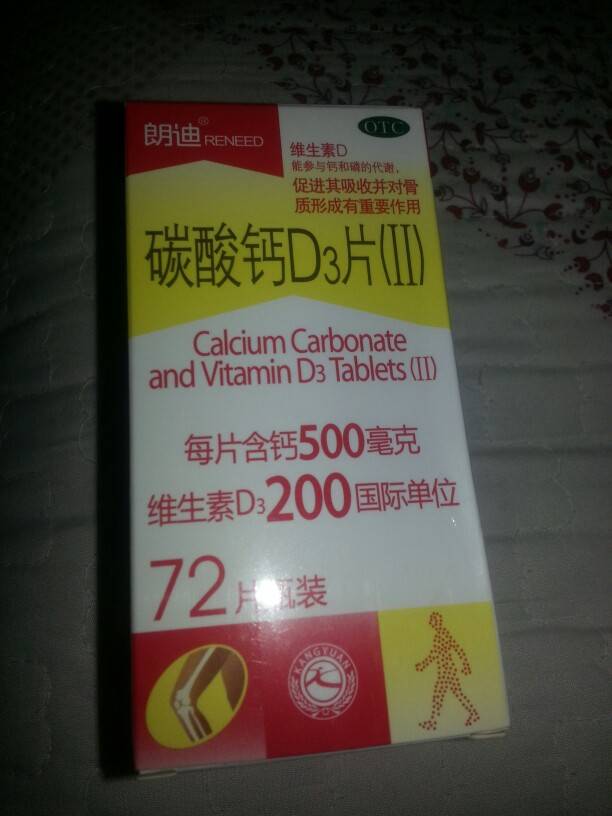 朗迪® RENEED
OTC
维生素D
能参与钙和磷的代谢,
促进其吸收并对骨
质形成有重要作用
碳酸钙D3片(II)
Calcium Carbonate
and Vitamin D3 Tablets (II)
每片含钙500毫克
维生素D3200国际单位
72片瓶装
KANGYUAN